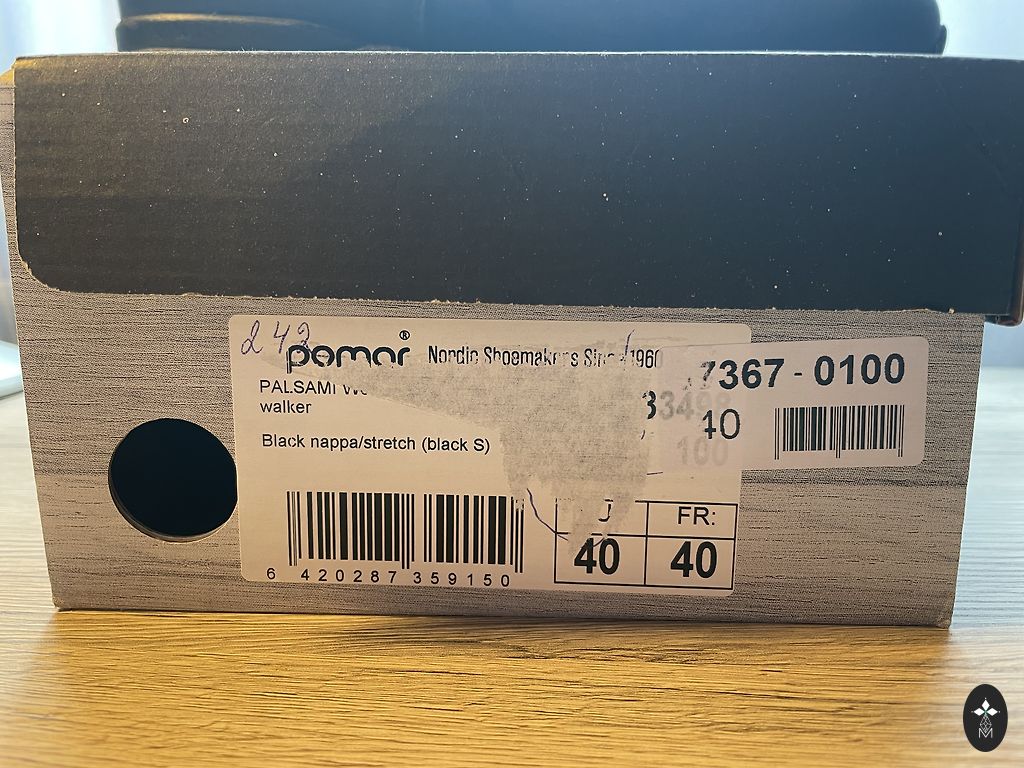 242
pomar® Nordic Shoemakers Since 1960
PALSAMI
walker
Black nappa/stretch (black S)
7367-0100
40
100
FR:
40 40
6 420287 359150
M